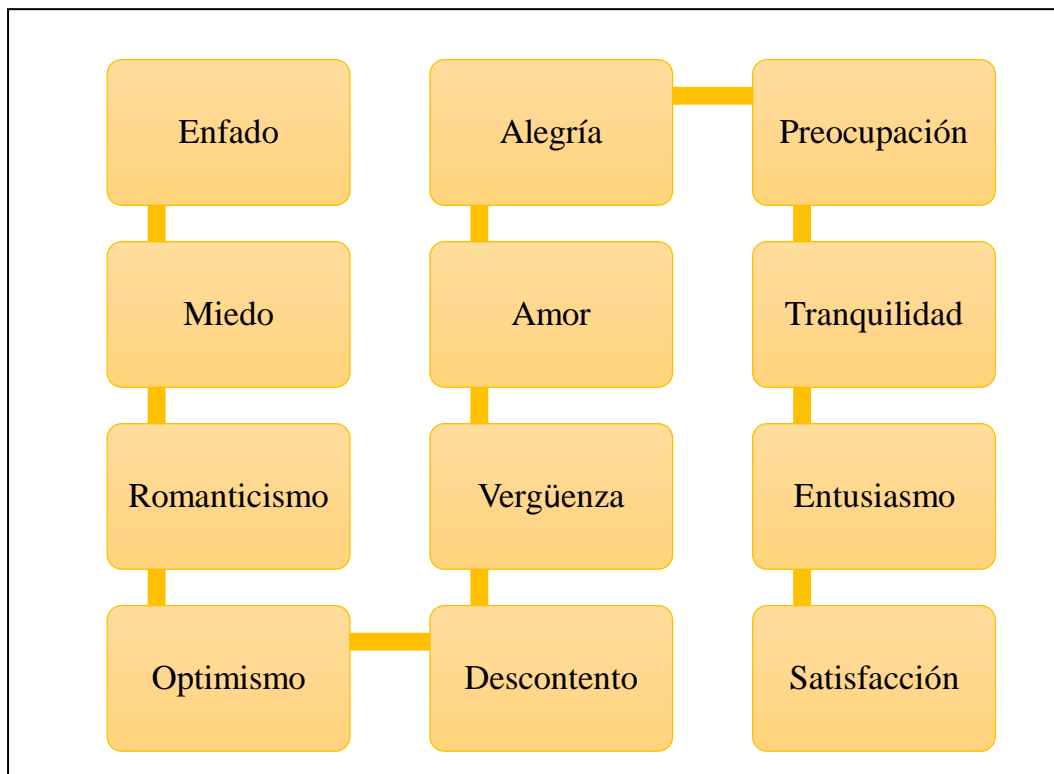 Enfado
Miedo
Romanticismo
Optimismo
Descontento
Vergüenza
Amor
Alegría
Preocupación
Tranquilidad
Entusiasmo
Satisfacción